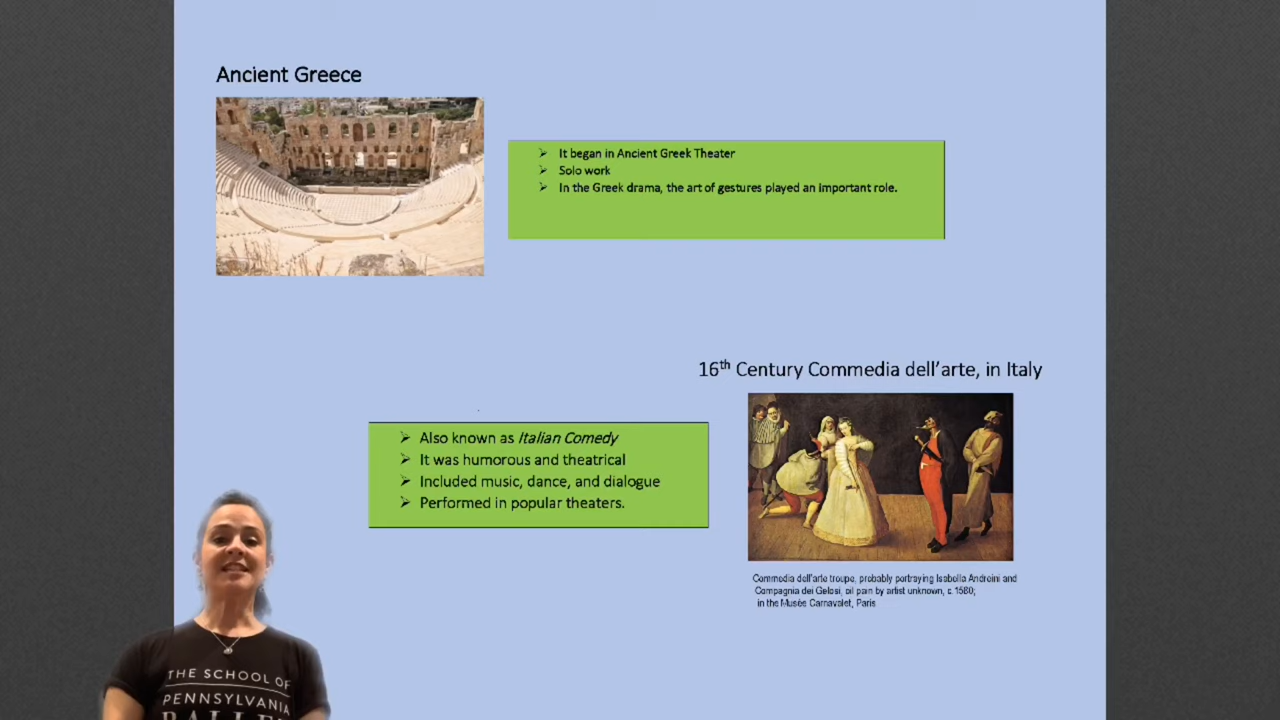 Ancient Greece
➢ It began in Ancient Greek Theater
➢ Solo work
➢ In the Greek drama, the art of gestures played an important role.
16th Century Commedia dell'arte, in Italy
➢ Also known as Italian Comedy
➢ It was humorous and theatrical
➢ Included music, dance, and dialogue
➢ Performed in popular theaters.
Commedia dell'arte troupe, probably portraying Isabella Andreini and
Compagnia dei Gelosi, oil pain by artist unknown, c.1580;
in the Musée Carnavalet, Paris
THE SCHOOL OF
PENNSYLVANIA
BALLET